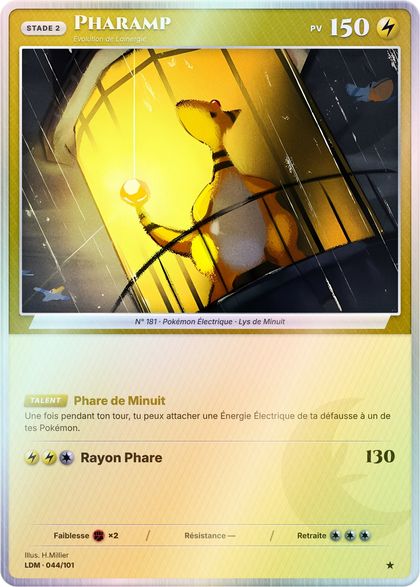 STADE 2 PHARAMP PV 150
Évolution de Lainergie
N° 181 - Pokémon Électrique - Lys de Minuit
TALENT Phare de Minuit
Une fois pendant ton tour, tu peux attacher une Énergie Électrique de ta défausse à un de
tes Pokémon.
Rayon Phare 130
Faiblesse ×2 / Résistance — / Retraite
Illus. H.Millier
LDM - 044/101